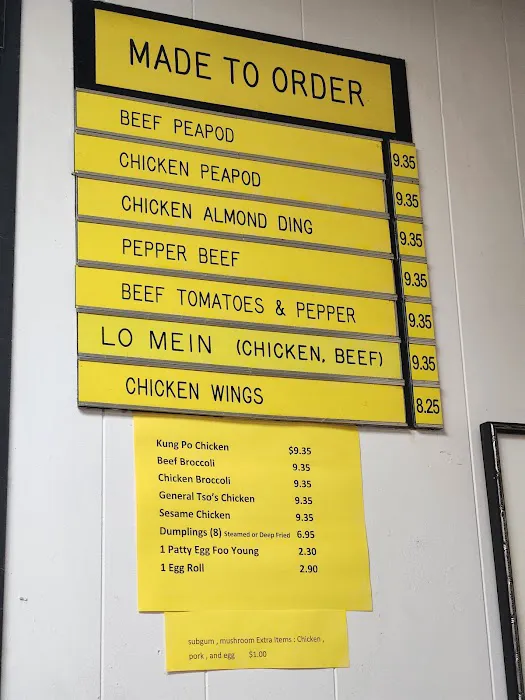 MADE TO ORDER
BEEF PEAPOD 9.35
CHICKEN PEAPOD 9.35
CHICKEN ALMOND DING 9.35
PEPPER BEEF 9.35
BEEF TOMATOES & PEPPER 9.35
LO MEIN (CHICKEN, BEEF) 9.35
CHICKEN WINGS 8.25
Kung Po Chicken $9.35
Beef Broccoli 9.35
Chicken Broccoli 9.35
General Tso's Chicken 9.35
Sesame Chicken 9.35
Dumplings (8) Steamed or Deep Fried 6.95
1 Patty Egg Foo Young 2.30
1 Egg Roll 2.90
subgum , mushroom Extra Items : Chicken ,
pork , and egg $1.00